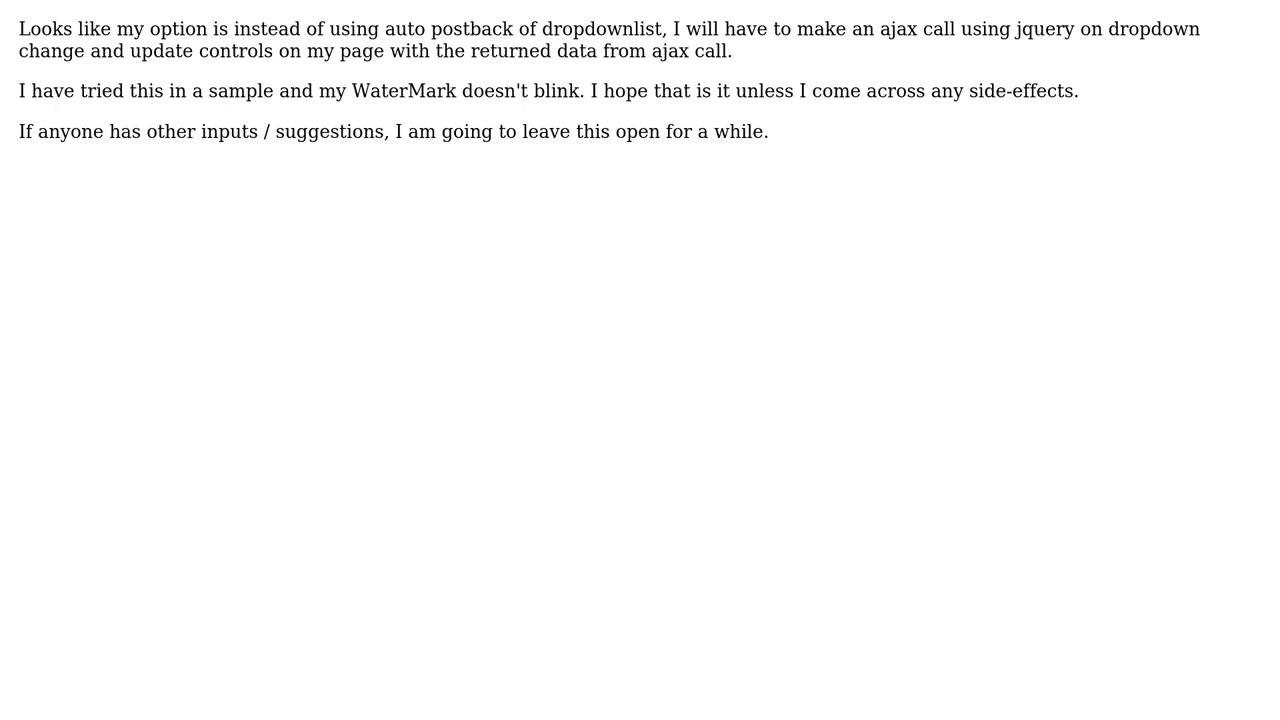 Looks like my option is instead of using auto postback of dropdownlist, I will have to make an ajax call using jquery on dropdown
change and update controls on my page with the returned data from ajax call.
I have tried this in a sample and my WaterMark doesn't blink. I hope that is it unless I come across any side-effects.
If anyone has other inputs / suggestions, I am going to leave this open for a while.